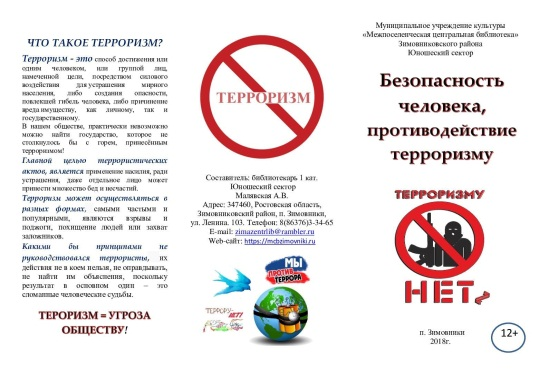 ЧТО ТАКОЕ ТЕРРОРИЗМ?
Терроризм - это способ достижения или
одним человеком, или группой лиц,
намеченной цели, посредством силового
воздействия для устрашения мирного
населения, либо создания опасности,
повлекшей гибель человека, либо причинение
вреда имуществу, как личному, так и
государственному.
В нашем обществе, практически невозможно
можно найти государство, которое не
столкнулось бы с горем, принесённым
терроризмом!
Главной целью террористических
актов, является применение насилия, ради
устрашения, даже отдельное лицо может
принести множество бед и несчастий.
Терроризм может осуществляться в
разных формах, самыми частыми и
популярными, являются взрывы и
поджоги, похищение людей или захват
заложников.
Какими бы принципами не
руководствовался террористы, их
действия не в коем нельзя, не оправдывать,
не найти им объяснения, поскольку
результат в основном один – это
сломанные человеческие судьбы.
ТЕРОРИЗМ = УГРОЗА
ОБЩЕСТВУ!
ТЕРРОРИЗМ
Составитель: библиотекарь 1 кат.
Юношеский сектор
Малявская А.В.
Адрес: 347460, Ростовская область,
Зимовниковский район, п. Зимовники,
ул. Ленина. 103. Телефон: 8(86376)3-34-65
E-mail: zimazentrlib@rambler.ru
Web-сайт: https://mcbzimovniki.ru
МЫ
ПРОТИВ
ТЕРРОРА
ТЕРРОРУ-
НЕТ!
Муниципальное учреждение культуры
«Межпоселенческая центральная библиотека»
Зимовниковского района
Юношеский сектор
Безопасность
человека,
противодействие
терроризму
ТЕРРОРИЗМУ
НЕТ!
п. Зимовники
2018г.
12+